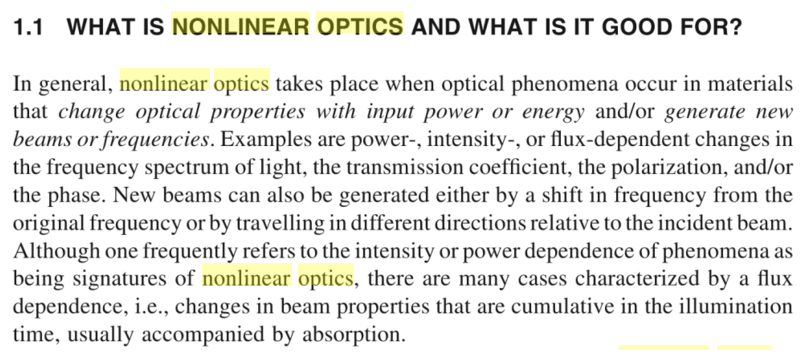 1.1 WHAT IS NONLINEAR OPTICS AND WHAT IS IT GOOD FOR?
In general, nonlinear optics takes place when optical phenomena occur in materials
that change optical properties with input power or energy and/or generate new
beams or frequencies. Examples are power-, intensity-, or flux-dependent changes in
the frequency spectrum of light, the transmission coefficient, the polarization, and/or
the phase. New beams can also be generated either by a shift in frequency from the
original frequency or by travelling in different directions relative to the incident beam.
Although one frequently refers to the intensity or power dependence of phenomena as
being signatures of nonlinear optics, there are many cases characterized by a flux
dependence, i.e., changes in beam properties that are cumulative in the illumination
time, usually accompanied by absorption.